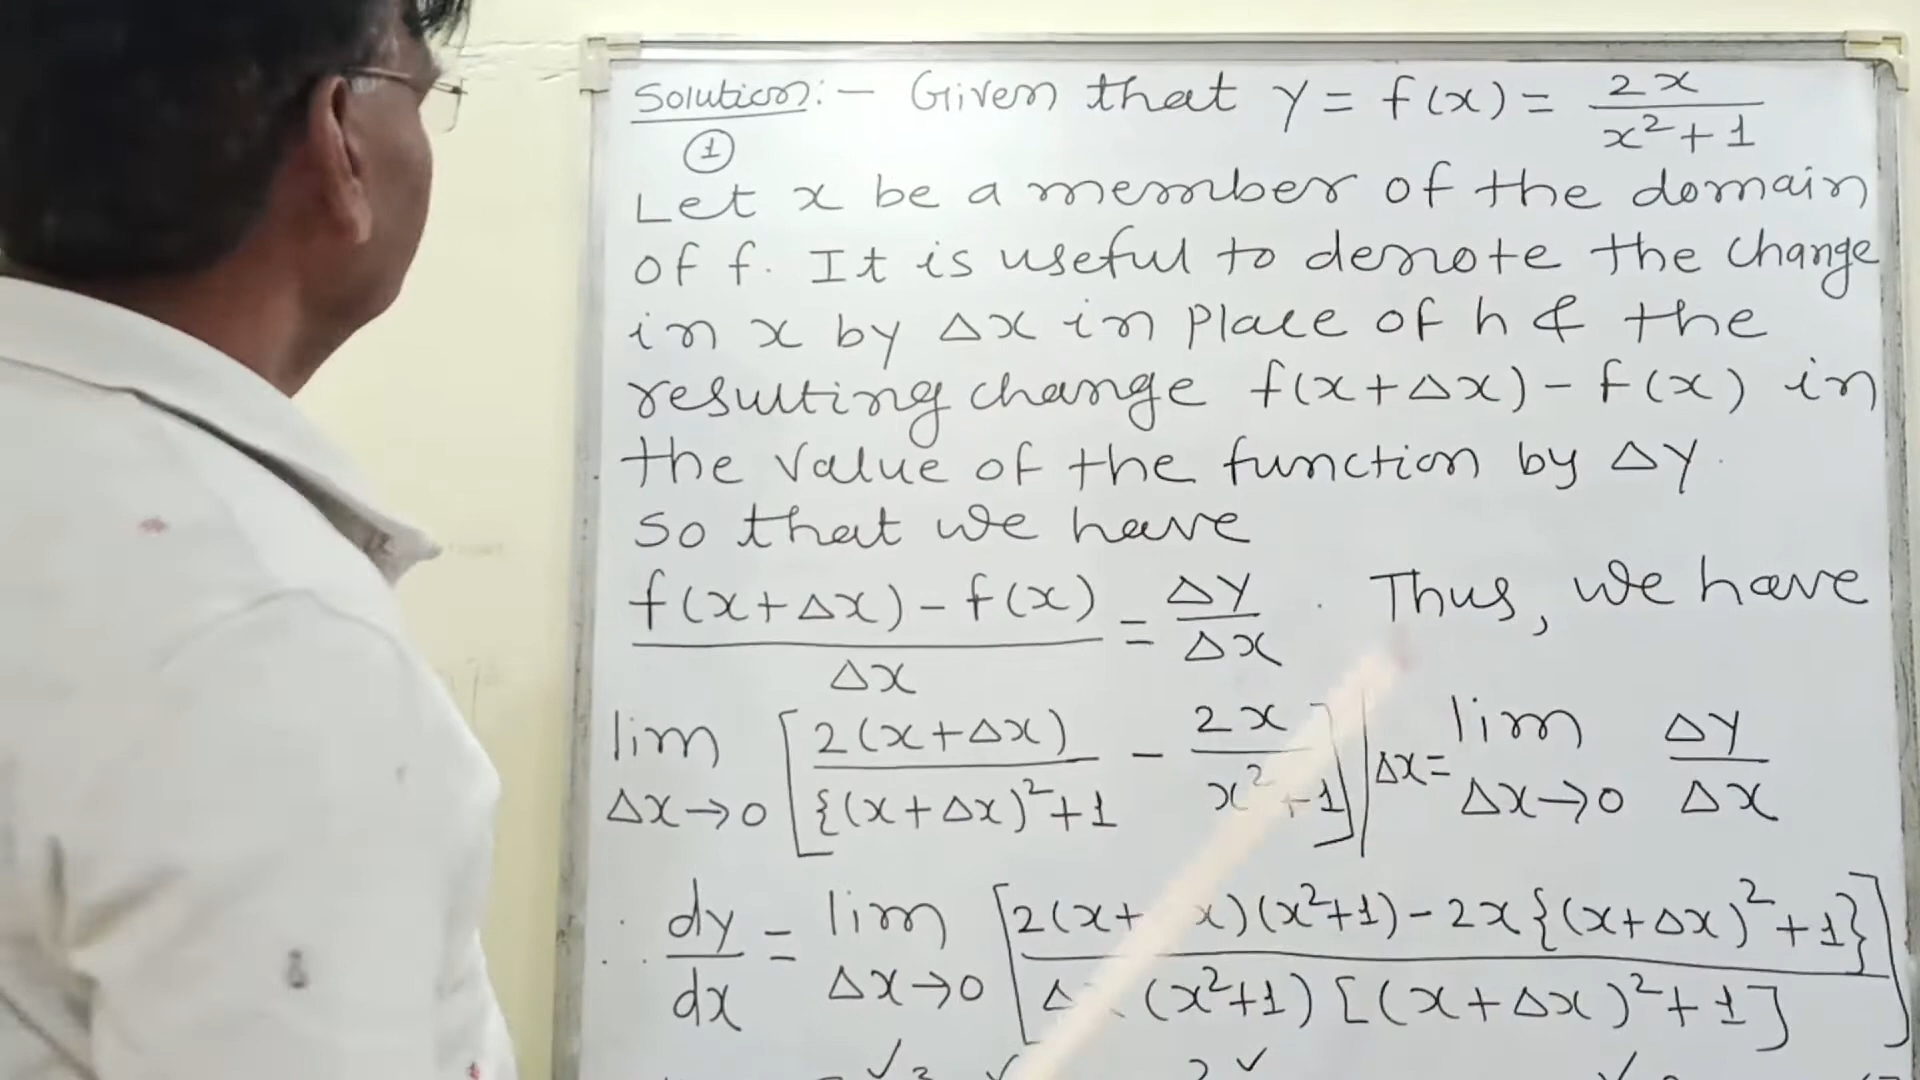 Solution:- Given that y = f(x) = 2x / x²+1
①
Let x be a member of the domain
of f. It is useful to denote the change
in x by Δx in place of h & the
resulting change f(x+Δx) - f(x) in
the value of the function by Δy.
So that we have
f(x+Δx) - f(x) / Δx = Δy / Δx . Thus, we have
lim Δx→0 [ 2(x+Δx) / {(x+Δx)²+1 - 2x / x²+1 ] / Δx = lim Δx→0 Δy / Δx
∴ dy / dx = lim Δx→0 [ 2(x+ x)(x²+1) - 2x{(x+Δx)²+1} / Δ (x²+1) [(x+Δx)²+1] ]